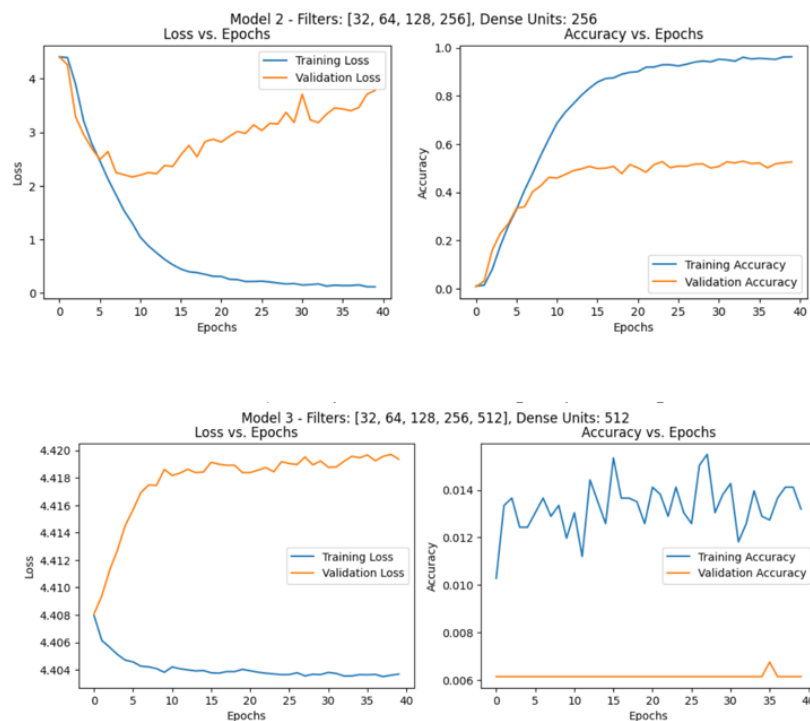 Model 2 - Filters: [32, 64, 128, 256], Dense Units: 256
Loss vs. Epochs
Accuracy vs. Epochs
Training Loss
Validation Loss
4
3
2
1
0
Loss
0 5 10 15 20 25 30 35 40
Epochs
1.0
0.8
0.6
0.4
0.2
0.0
Accuracy
Training Accuracy
Validation Accuracy
0 5 10 15 20 25 30 35 40
Epochs
Model 3 - Filters: [32, 64, 128, 256, 512], Dense Units: 512
Loss vs. Epochs
Accuracy vs. Epochs
4.420
4.418
4.416
4.414
4.412
4.410
4.408
4.406
4.404
Loss
Training Loss
Validation Loss
0 5 10 15 20 25 30 35 40
Epochs
0.014
0.012
0.010
0.008
0.006
Accuracy
Training Accuracy
Validation Accuracy
0 5 10 15 20 25 30 35 40
Epochs